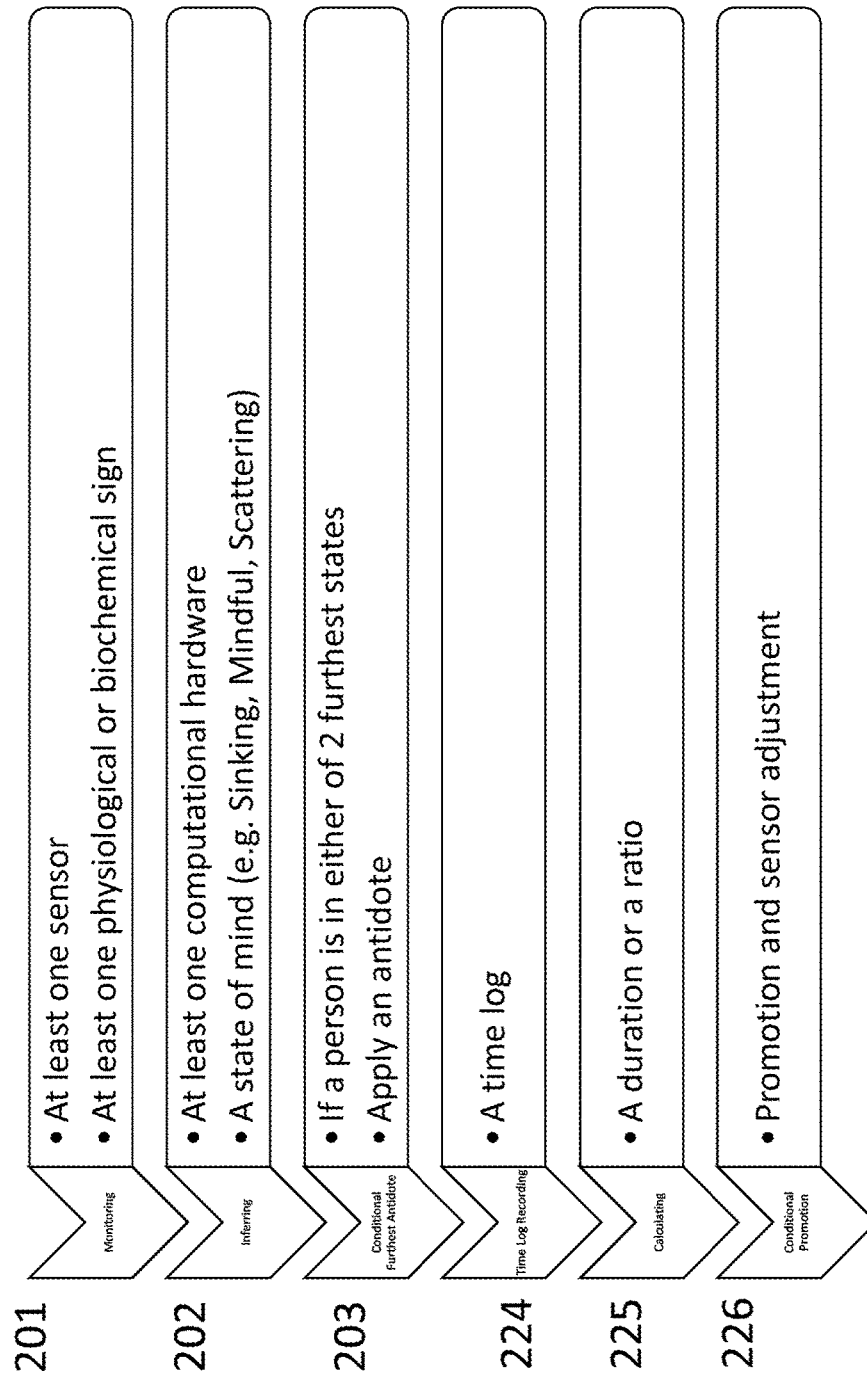 201
Monitoring
• At least one sensor
• At least one physiological or biochemical sign
202
Inferring
• At least one computational hardware
• A state of mind (e.g. Sinking, Mindful, Scattering)
203
Conditional
Furthest Antidote
• If a person is in either of 2 furthest states
• Apply an antidote
224
Time Log Recording
• A time log
225
Calculating
• A duration or a ratio
226
Conditional
Promotion
• Promotion and sensor adjustment